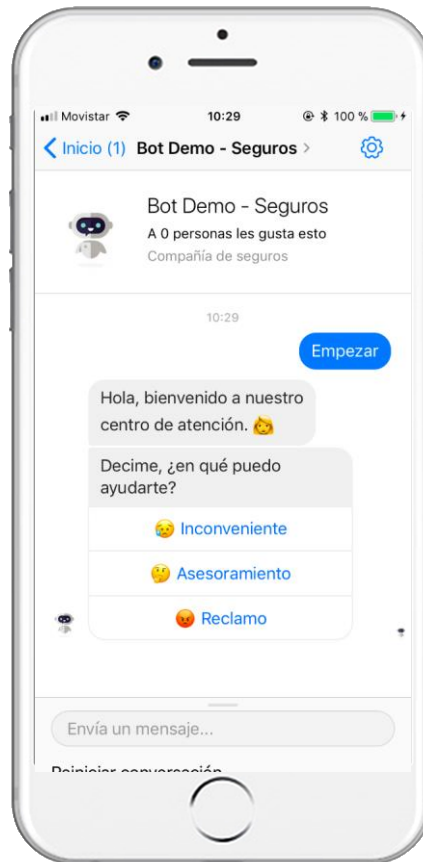 Movistar 10:29 100 %
Inicio (1) Bot Demo - Seguros
Bot Demo - Seguros
A 0 personas les gusta esto
Compañía de seguros
10:29
Empezar
Hola, bienvenido a nuestro
centro de atención.
Decime, ¿en qué puedo
ayudarte?
Inconveniente
Asesoramiento
Reclamo
Envía un mensaje...
Reiniciar conversación